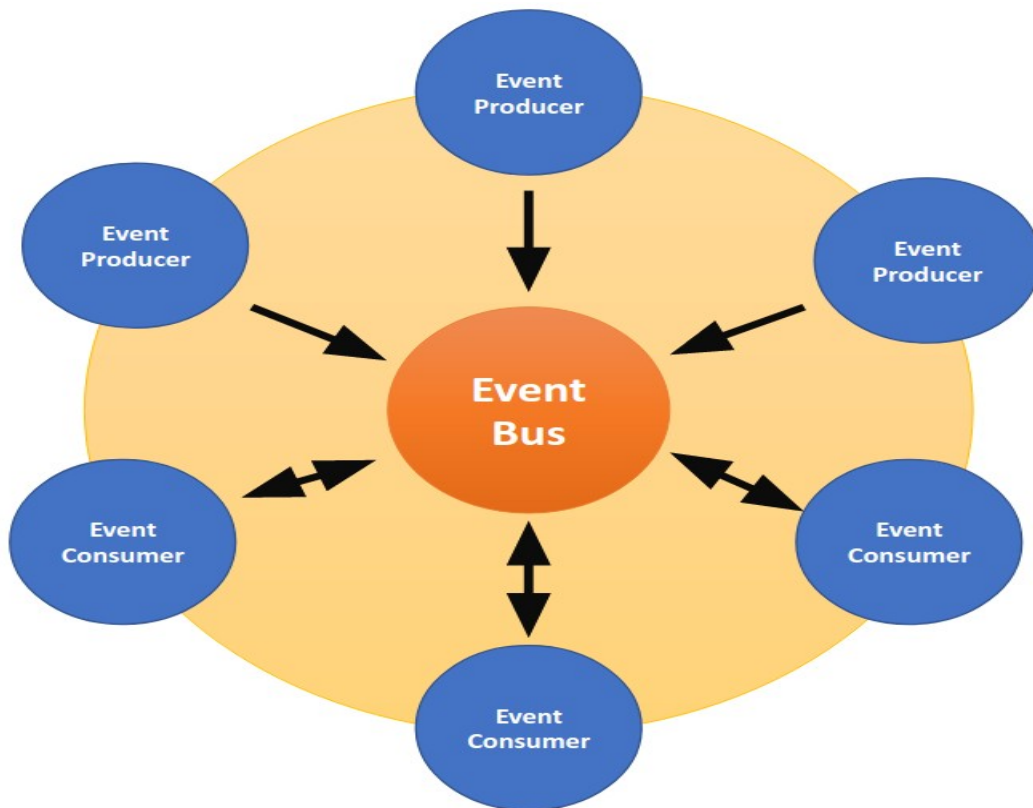 Event
Producer
Event
Producer
Event
Producer
Event
Bus
Event
Consumer
Event
Consumer
Event
Consumer